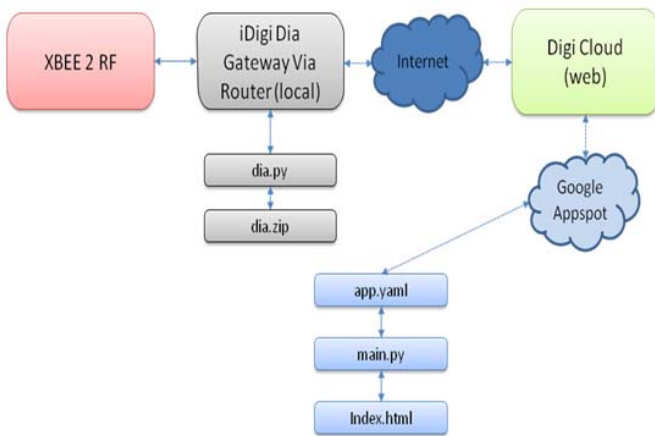 XBEE 2 RF
iDigi Dia
Gateway Via
Router (local)
Internet
Digi Cloud
(web)
dia.py
dia.zip
Google
Appspot
app.yaml
main.py
Index.html